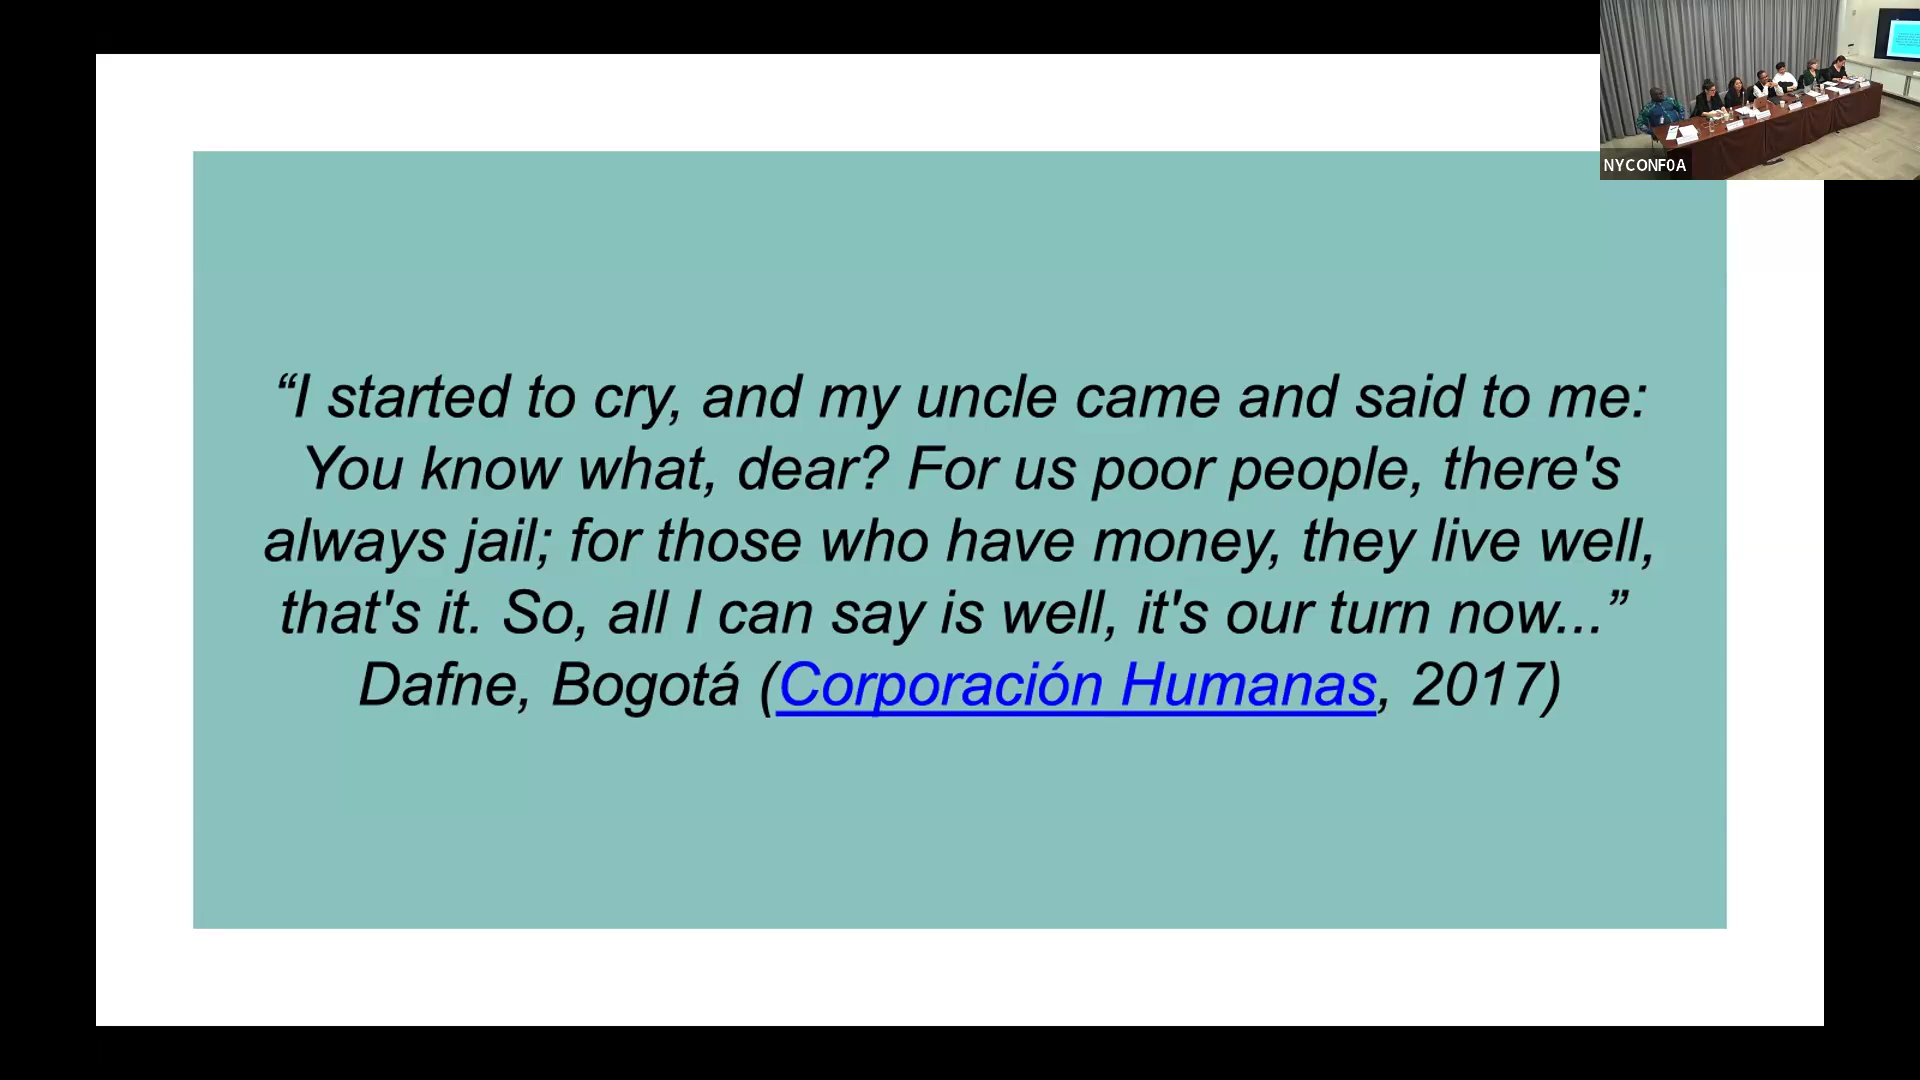 NYCONF0A
“I started to cry, and my uncle came and said to me:
You know what, dear? For us poor people, there's
always jail; for those who have money, they live well,
that's it. So, all I can say is well, it's our turn now...”
Dafne, Bogotá (Corporación Humanas, 2017)